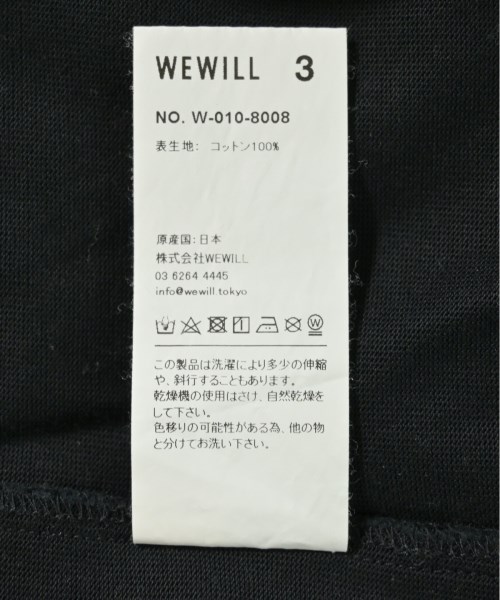 WEWILL 3
NO. W-010-8008
表生地: コットン100%
原産国:日本
株式会社WEWILL
03 6264 4445
info@wewill.tokyo
W
この製品は洗濯により多少の伸縮
や、斜行することもあります。
乾燥機の使用はさけ、自然乾燥を
して下さい。
色移りの可能性がある為、他の物
と分けてお洗い下さい。